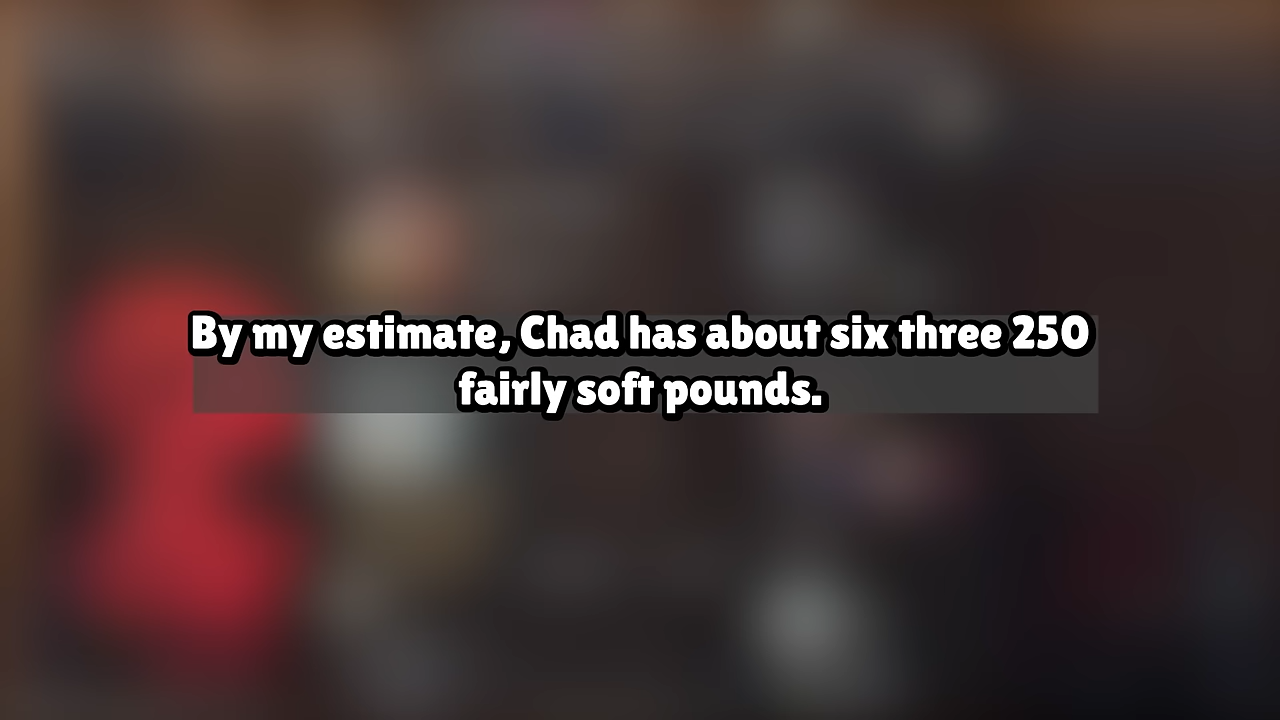 By my estimate, Chad has about six three 250
fairly soft pounds.